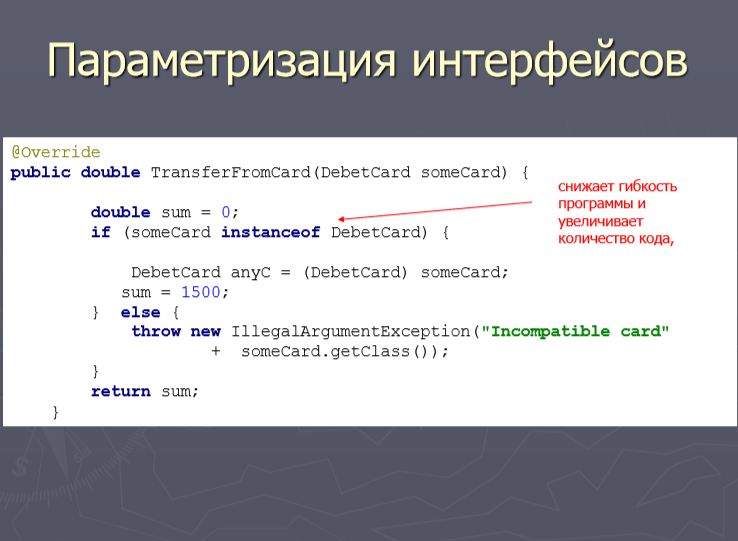 Параметризация интерфейсов
@Override
public double TransferFromCard(DebetCard someCard) {
снижает гибкость
программы и
увеличивает
количество кода,
double sum = 0;
if (someCard instanceof DebetCard) {
DebetCard anyC = (DebetCard) someCard;
sum = 1500;
} else {
throw new IllegalArgumentException("Incompatible card"
+ someCard.getClass());
}
return sum;
}